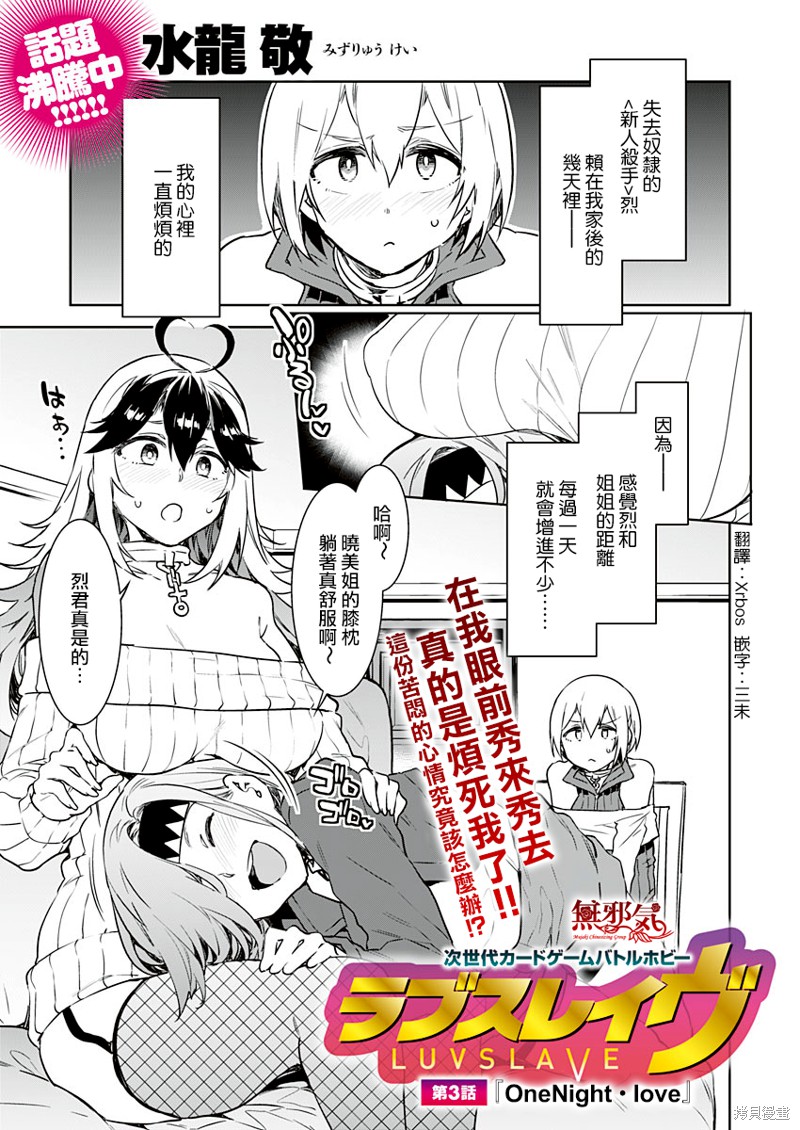 話題
沸騰中
!!!!!!
水龍 敬
みずりゅう けい
失去奴隷的
<新人殺手>烈
賴在我家後的
幾天裡——
我的心裡
一直煩煩的
ぷるーん
はぁ…
因為——
感覺烈和
姐姐的距離
每過一天
就會增進不少……
哈啊~
曉美姐的膝枕
躺著真舒服啊~
烈君真是的…
ゴロ
ゴロ
在我眼前秀來秀去
真的是煩死我了!!
這份苦悶的心情究竟該怎麼辦!?
翻譯：Xrbos 嵌字：三未
無邪気
Mujaki Chineseizing Group
次世代カードゲームバトルホビー
ラブスレイヴ
LUVSLAVE
第3話
『OneNight・love』
拷貝漫畫